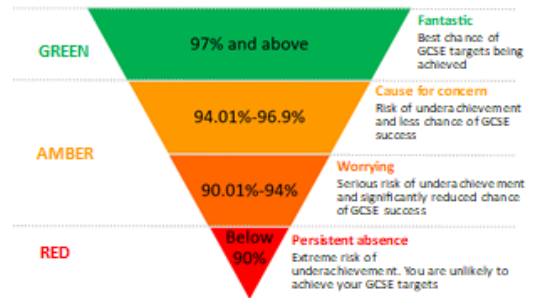 Fantastic
GREEN
97% and above
Best chance of
GCSE targets being
achieved
Cause for concern
94.01%-96.9%
Risk of underachievement
and less chance of GCSE
success
AMBER
Worrying
90.01%-94%
Serious risk of underachievement
and significantly reduced chance
of GCSE success
Below
90%
RED
Persistent absence
Extreme risk of
underachievement. You are unlikely to
achieve your GCSE targets